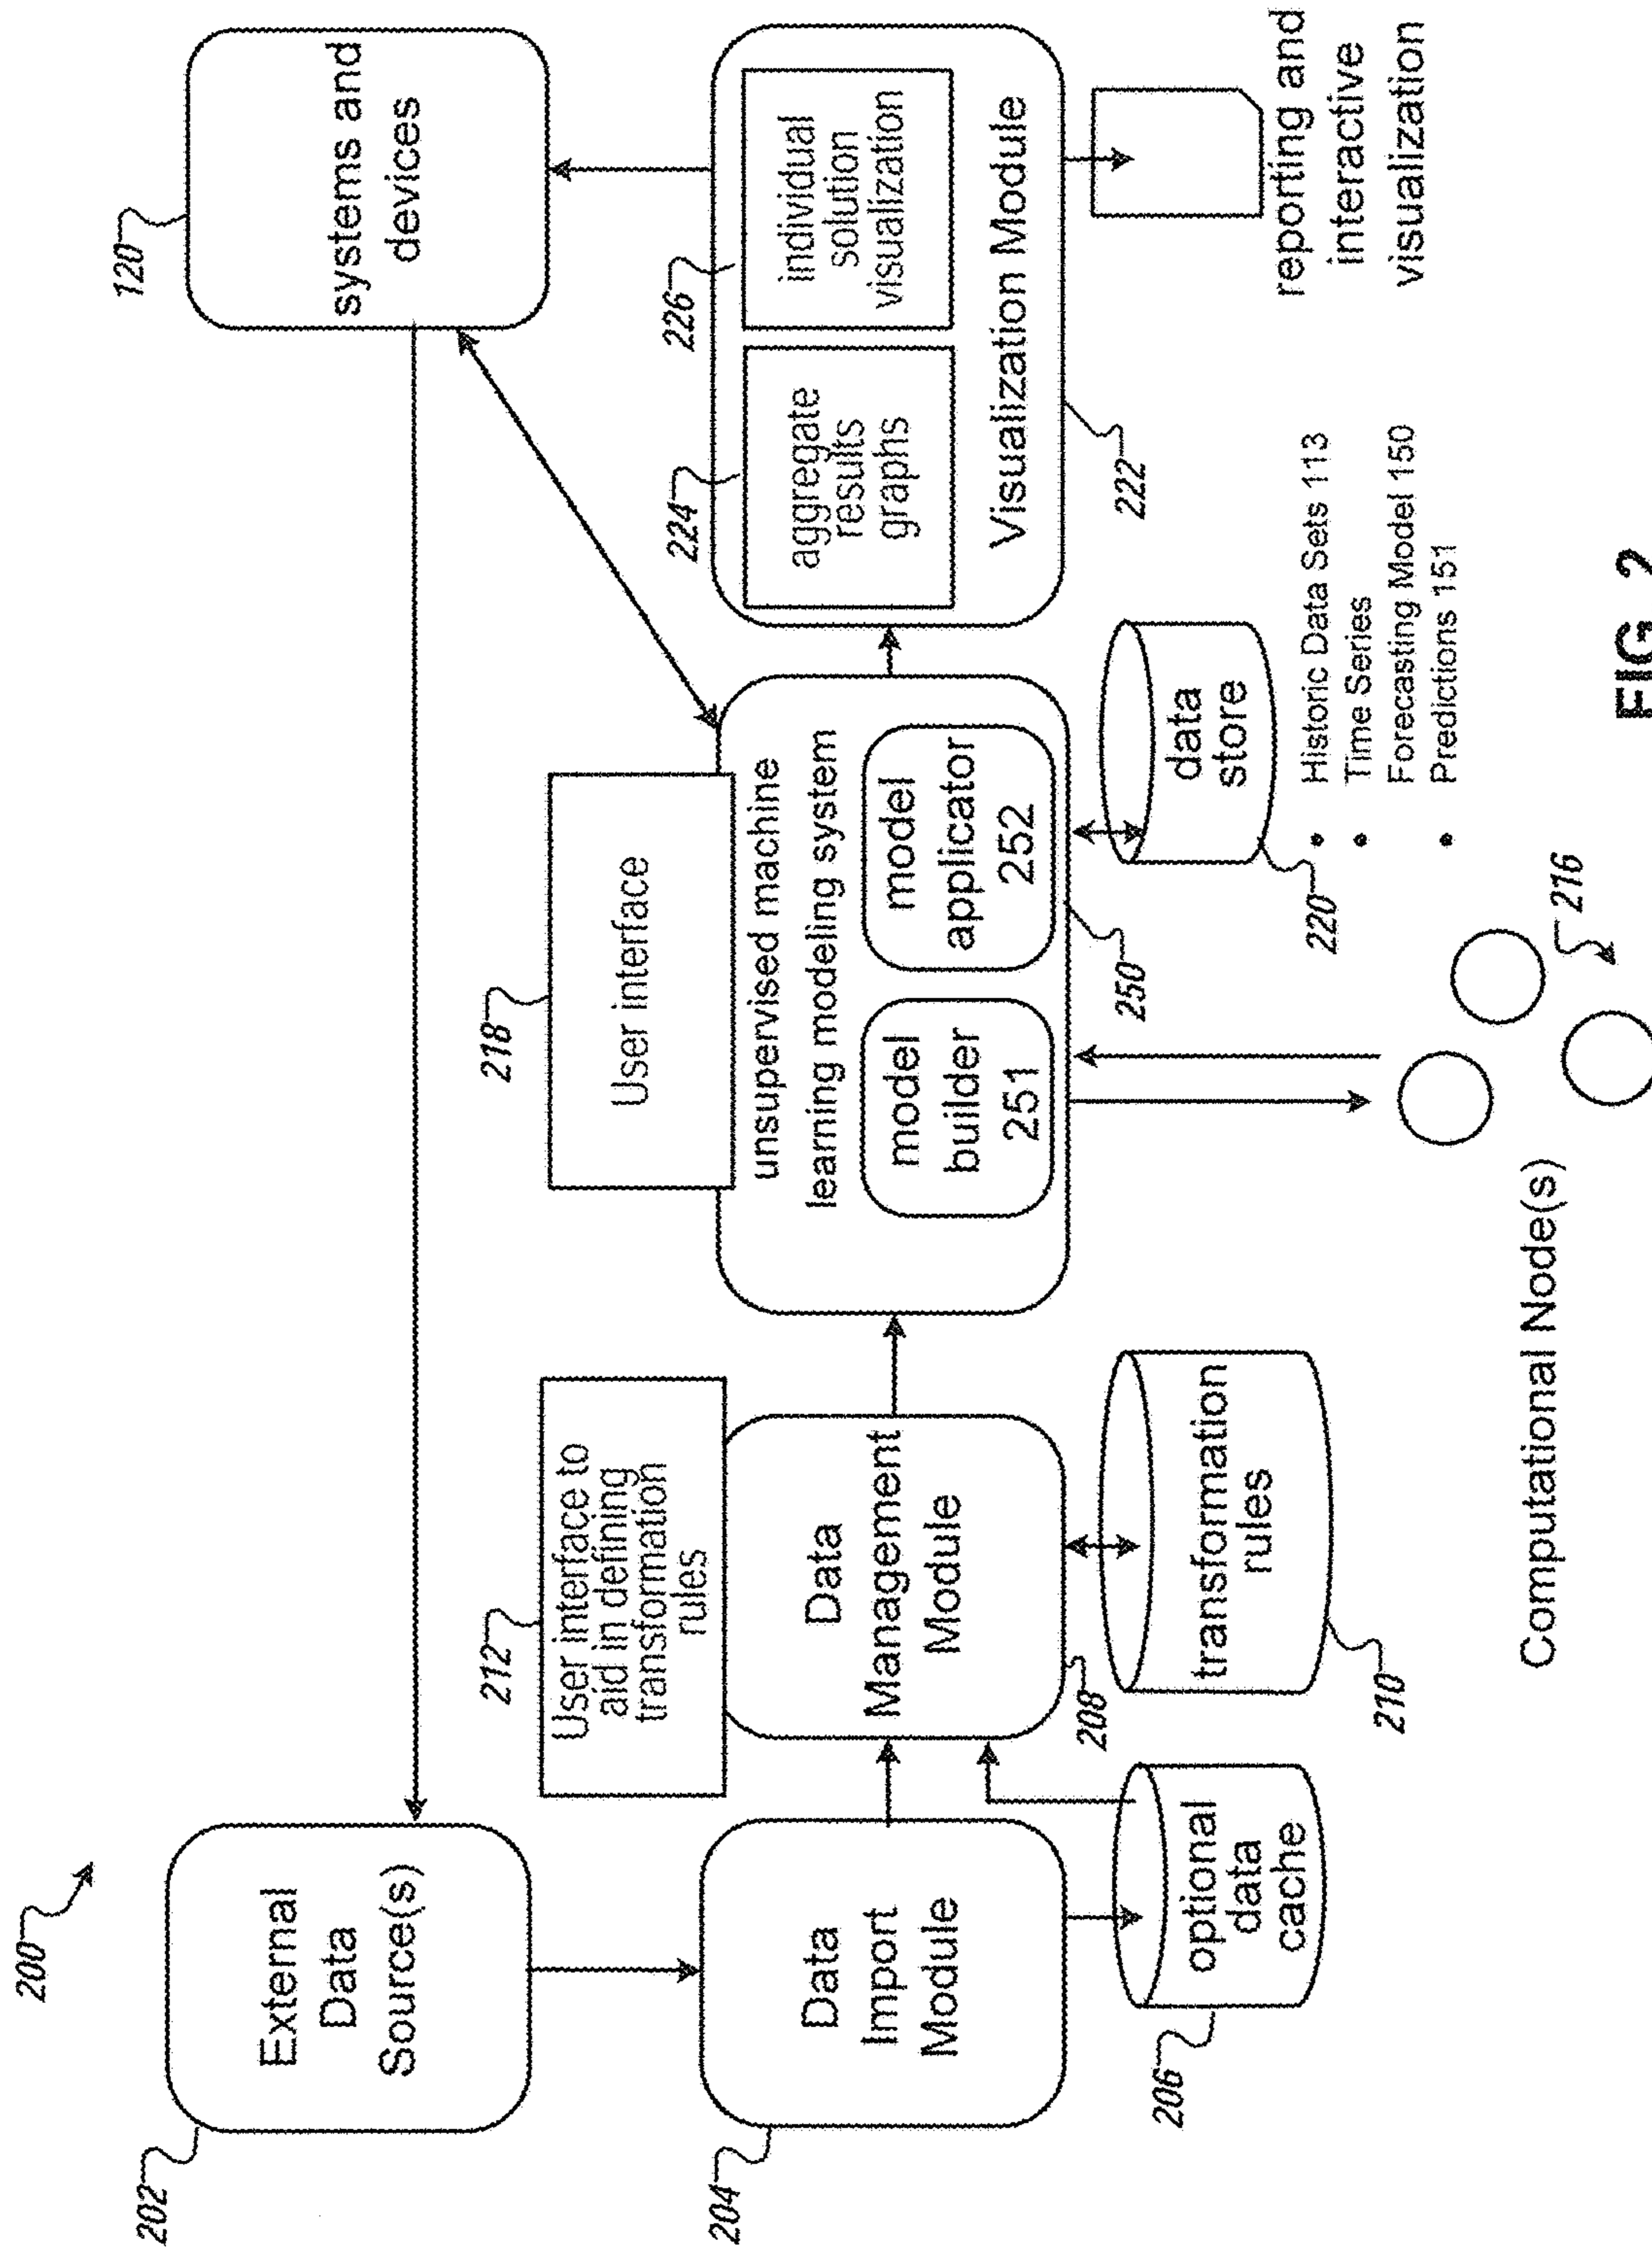 200
202
External
Data
Source(s)
120
systems and
devices
204
Data
Import
Module
206
optional
data
cache
212
User interface to
aid in defining
transformation
rules
Data
Management
Module
208
transformation
rules
210
218
User interface
unsupervised machine
learning modeling system
model
builder
251
model
applicator
252
250
data
store
220
• Historic Data Sets 113
• Time Series
Forecasting Model 150
• Predictions 151
Computational Node(s)
216
224
aggregate
results
graphs
226
individual
solution
visualization
Visualization Module
222
reporting and
interactive
visualization
FIG. 2